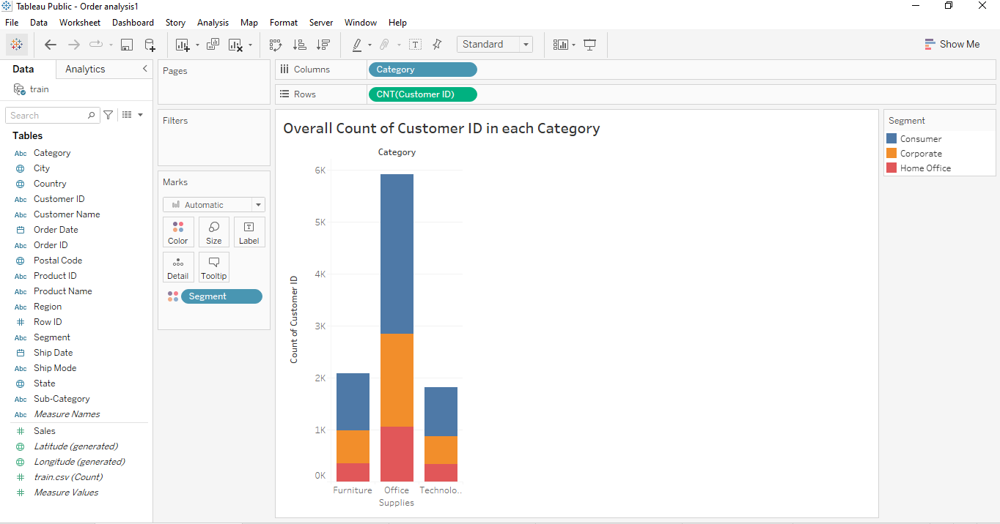 Tableau Public - Order analysis1
File Data Worksheet Dashboard Story Analysis Map Format Server Window Help
Standard
Show Me
Data
Analytics
train
Search
Tables
Abc Category
City
Country
Abc Customer ID
Abc Customer Name
Order Date
Abc Order ID
Postal Code
Abc Product ID
Abc Product Name
Abc Region
# Row ID
Abc Segment
Ship Date
Abc Ship Mode
State
Abc Sub-Category
Abc Measure Names
# Sales
Latitude (generated)
Longitude (generated)
# train.csv (Count)
# Measure Values
Pages
Filters
Marks
Automatic
Color
Size
T
Label
Detail
Tooltip
Segment
Columns
Category
Rows
CNT(Customer ID)
Overall Count of Customer ID in each Category
Category
Count of Customer ID
6K
5K
4K
3K
2K
1K
0K
Furniture
Office
Supplies
Technolo..
Segment
Consumer
Corporate
Home Office